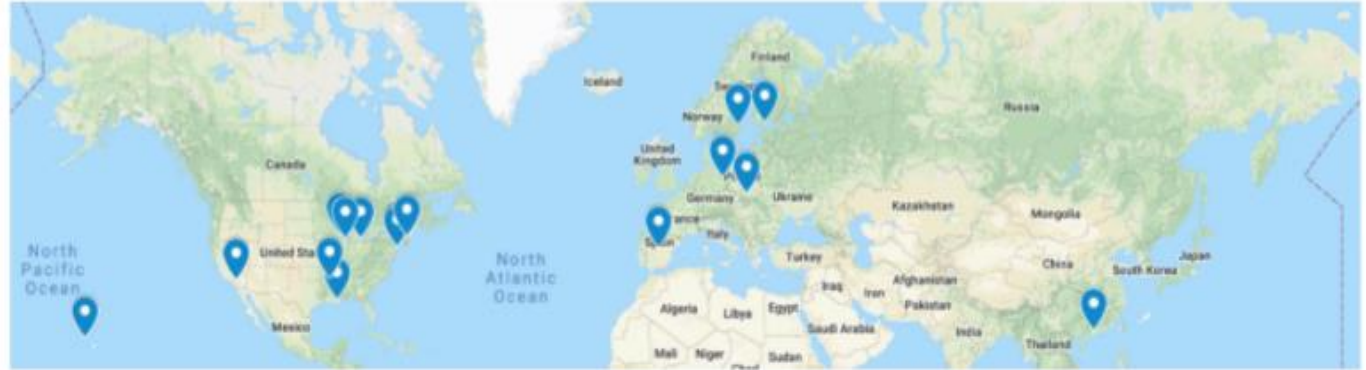 Finland
Iceland
Norway
Russia
United
Kingdom
Canada
Germany
Ukraine
Kazakhstan
Mongolia
Italy
North
Pacific
Ocean
United Sta
North
Atlantic
Ocean
Turkey
China
South Korea
Japan
Iraq
Iran
Afghanistan
Pakistan
Algeria
Libya
Egypt
Saudi Arabia
India
Mexico
Thailand
Mali
Niger
Sudan